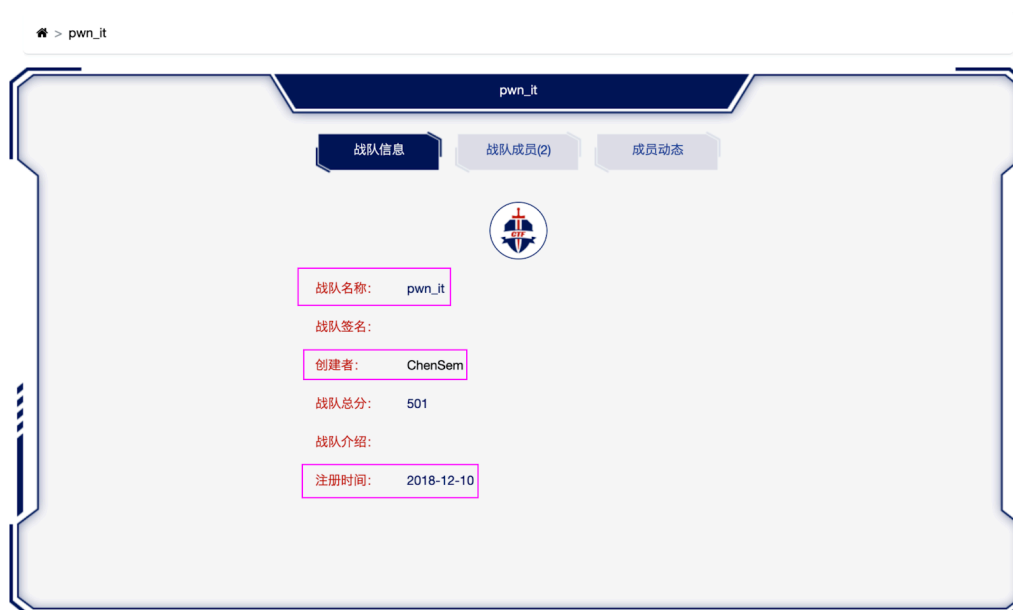 > pwn_it
pwn_it
战队信息 战队成员(2) 成员动态
CTF
战队名称： pwn_it
战队签名：
创建者： ChenSem
战队总分： 501
战队介绍：
注册时间： 2018-12-10